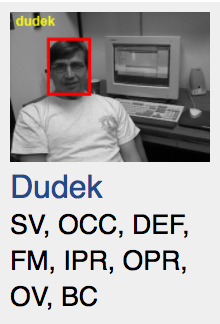 dudek
Dudek
SV, OCC, DEF,
FM, IPR, OPR,
OV, BC